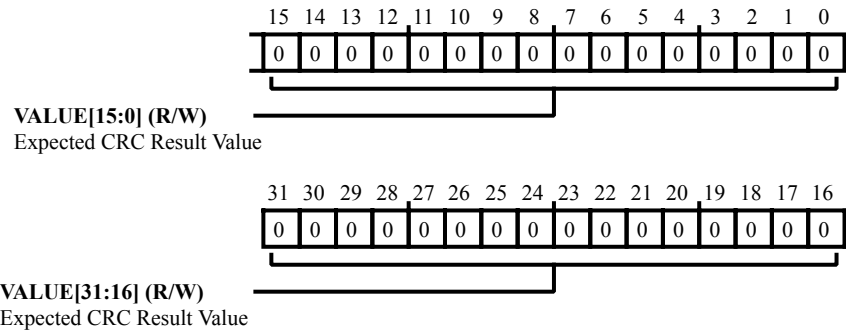 15 14 13 12 11 10 9 8 7 6 5 4 3 2 1 0
0 0 0 0 0 0 0 0 0 0 0 0 0 0 0 0
VALUE[15:0] (R/W)
Expected CRC Result Value
31 30 29 28 27 26 25 24 23 22 21 20 19 18 17 16
0 0 0 0 0 0 0 0 0 0 0 0 0 0 0 0
VALUE[31:16] (R/W)
Expected CRC Result Value